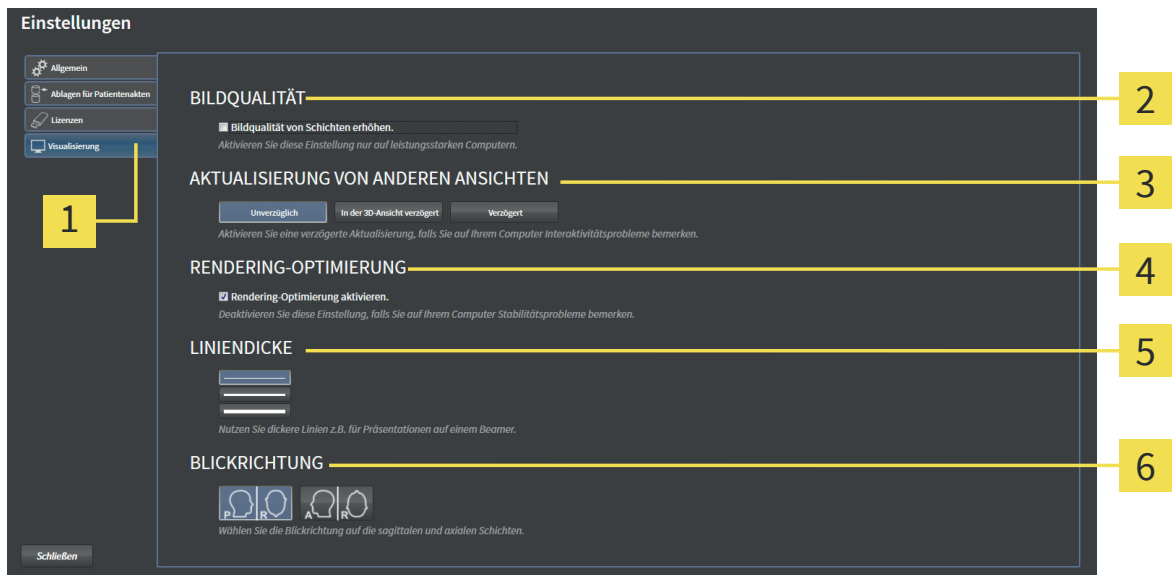 Einstellungen
Allgemein
Ablagen für Patientenakten
Lizenzen
Visualisierung
1
BILDQUALITÄT
2
Bildqualität von Schichten erhöhen.
Aktivieren Sie diese Einstellung nur auf leistungsstarken Computern.
AKTUALISIERUNG VON ANDEREN ANSICHTEN
3
Unverzüglich In der 3D-Ansicht verzögert Verzögert
Aktivieren Sie eine verzögerte Aktualisierung, falls Sie auf Ihrem Computer Interaktivitätsprobleme bemerken.
RENDERING-OPTIMIERUNG
4
Rendering-Optimierung aktivieren.
Deaktivieren Sie diese Einstellung, falls Sie auf Ihrem Computer Stabilitätsprobleme bemerken.
LINIENDICKE
5
Nutzen Sie dickere Linien z.B. für Präsentationen auf einem Beamer.
BLICKRICHTUNG
6
P R A R
Wählen Sie die Blickrichtung auf die sagittalen und axialen Schichten.
Schließen